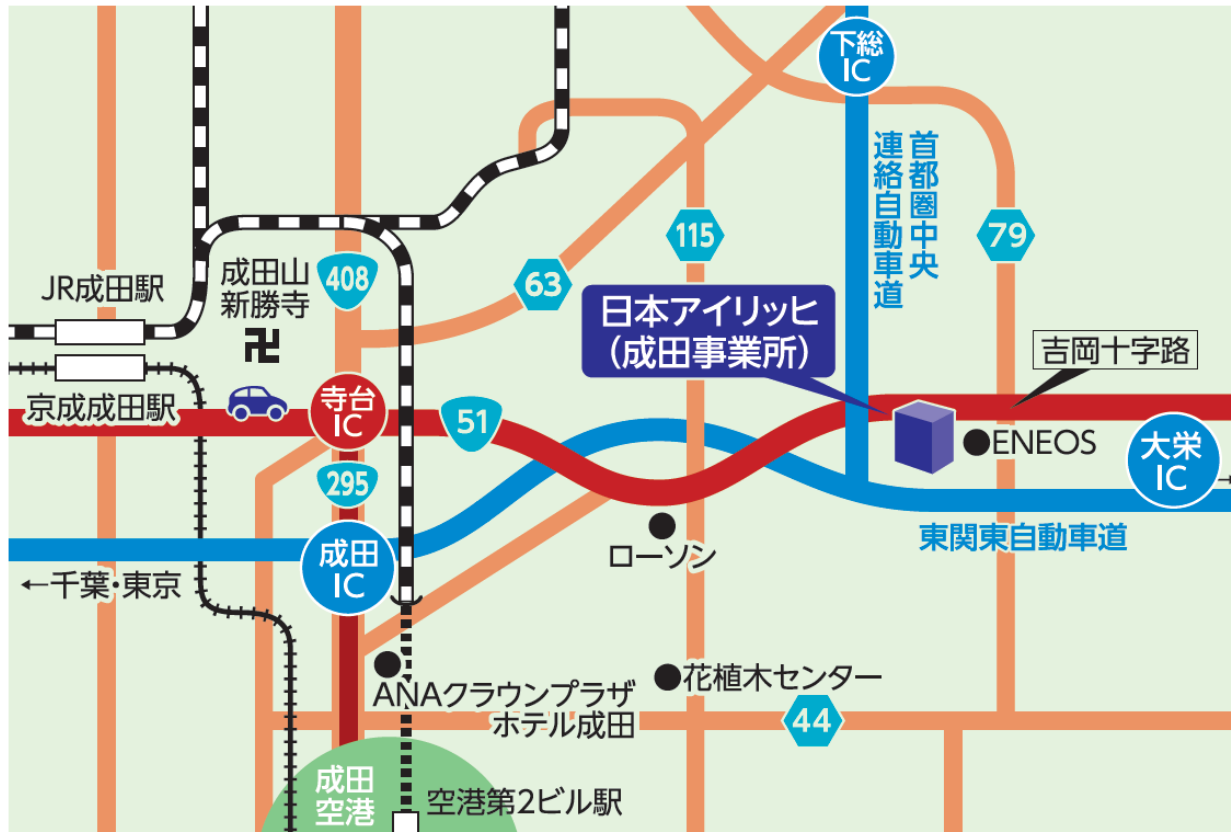 下総
IC
首都圏中央
連絡自動車道
408
成田山
新勝寺
卍
JR成田駅
63
115
79
日本アイリッヒ
(成田事業所)
吉岡十字路
京成成田駅
寺台
IC
51
ENEOS
大栄
IC
→
295
成田
IC
ローソン
東関東自動車道
←千葉・東京
ANAクラウンプラザ
ホテル成田
花植木センター
44
成田
空港
空港第2ビル駅